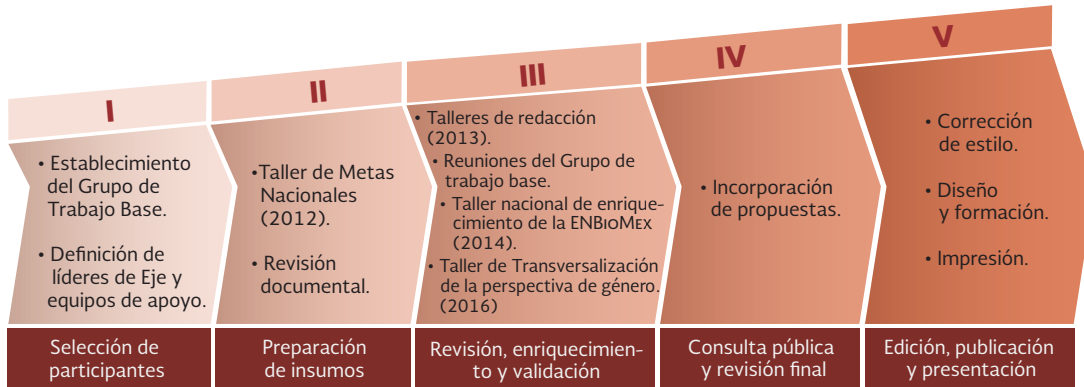 I
• Establecimiento
del Grupo de
Trabajo Base.
• Definición de
líderes de Eje y
equipos de apoyo.
Selección de
participantes
II
• Taller de Metas
Nacionales
(2012).
• Revisión
documental.
Preparación
de insumos
III
• Talleres de redacción
(2013).
• Reuniones del Grupo de
trabajo base.
• Taller nacional de enrique-
cimiento de la ENBIOMEX
(2014).
• Taller de Transversalización
de la perspectiva de género.
(2016)
Revisión, enriquecimien-
to y validación
IV
• Incorporación
de propuestas.
Consulta pública
y revisión final
V
• Corrección
de estilo.
• Diseño
y formación.
• Impresión.
Edición, publicación
y presentación